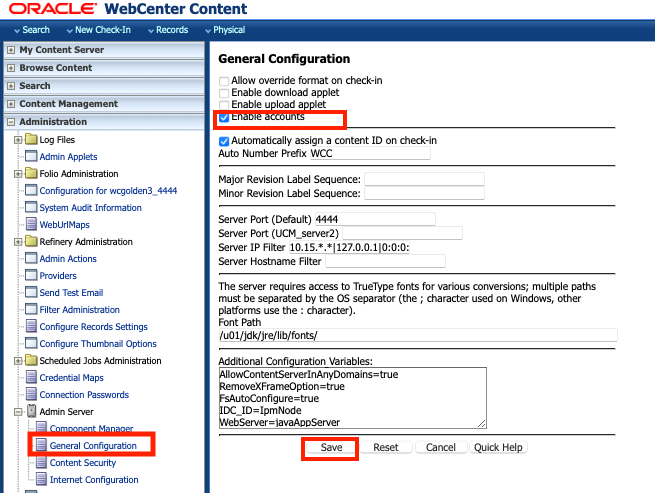 ORACLE WebCenter Content
Search New Check-In Records Physical
My Content Server
Browse Content
Search
Content Management
Administration
Log Files
Admin Applets
Folio Administration
Configuration for wcgolden3_4444
System Audit Information
WebUrlMaps
Refinery Administration
Admin Actions
Providers
Send Test Email
Filter Administration
Configure Records Settings
Configure Thumbnail Options
Scheduled Jobs Administration
Credential Maps
Connection Passwords
Admin Server
Component Manager
General Configuration
Content Security
Internet Configuration
General Configuration
Allow override format on check-in
Enable download applet
Enable upload applet
Enable accounts
Automatically assign a content ID on check-in
Auto Number Prefix WCC
Major Revision Label Sequence:
Minor Revision Label Sequence:
Server Port (Default) 4444
Server Port (UCM_server2)
Server IP Filter 10.15.*.*|127.0.0.1|0:0:0:
Server Hostname Filter
The server requires access to TrueType fonts for various conversions; multiple paths
must be separated by the OS separator (the ; character used on Windows, other
platforms use the : character).
Font Path
/u01/jdk/jre/lib/fonts/
Additional Configuration Variables:
AllowContentServerInAnyDomains=true
RemoveXFrameOption=true
FsAutoConfigure=true
IDC_ID=IpmNode
WebServer=javaAppServer
Save Reset Cancel Quick Help